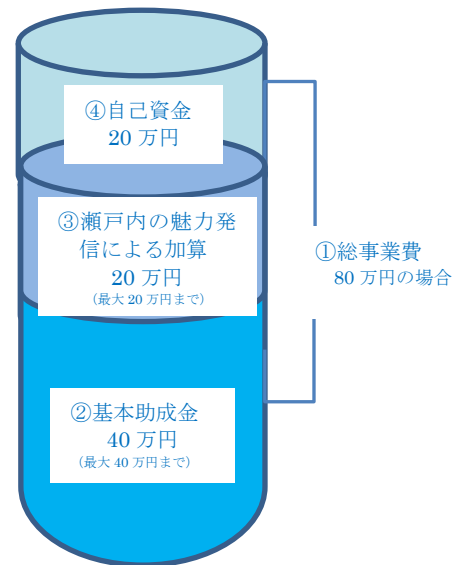 ④自己資金
20 万円
③瀬戸内の魅力発
信による加算
20 万円
（最大 20 万円まで）
①総事業費
80 万円の場合
②基本助成金
40 万円
（最大 40 万円まで）